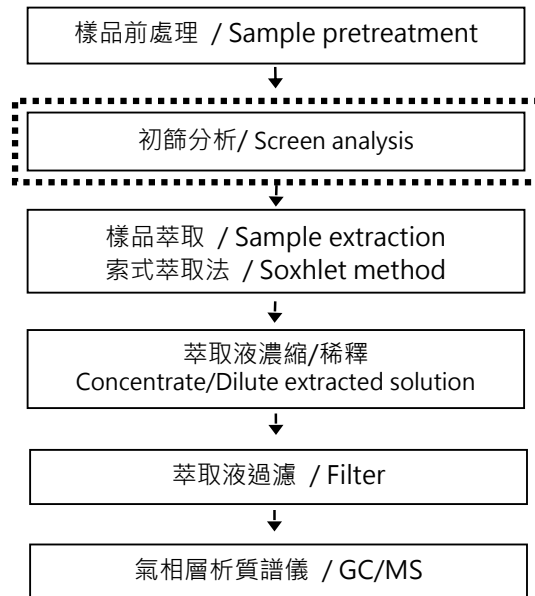 樣品前處理 / Sample pretreatment
初篩分析/ Screen analysis
樣品萃取 / Sample extraction
索式萃取法 / Soxhlet method
萃取液濃縮/稀釋
Concentrate/Dilute extracted solution
萃取液過濾 / Filter
氣相層析質譜儀 / GC/MS